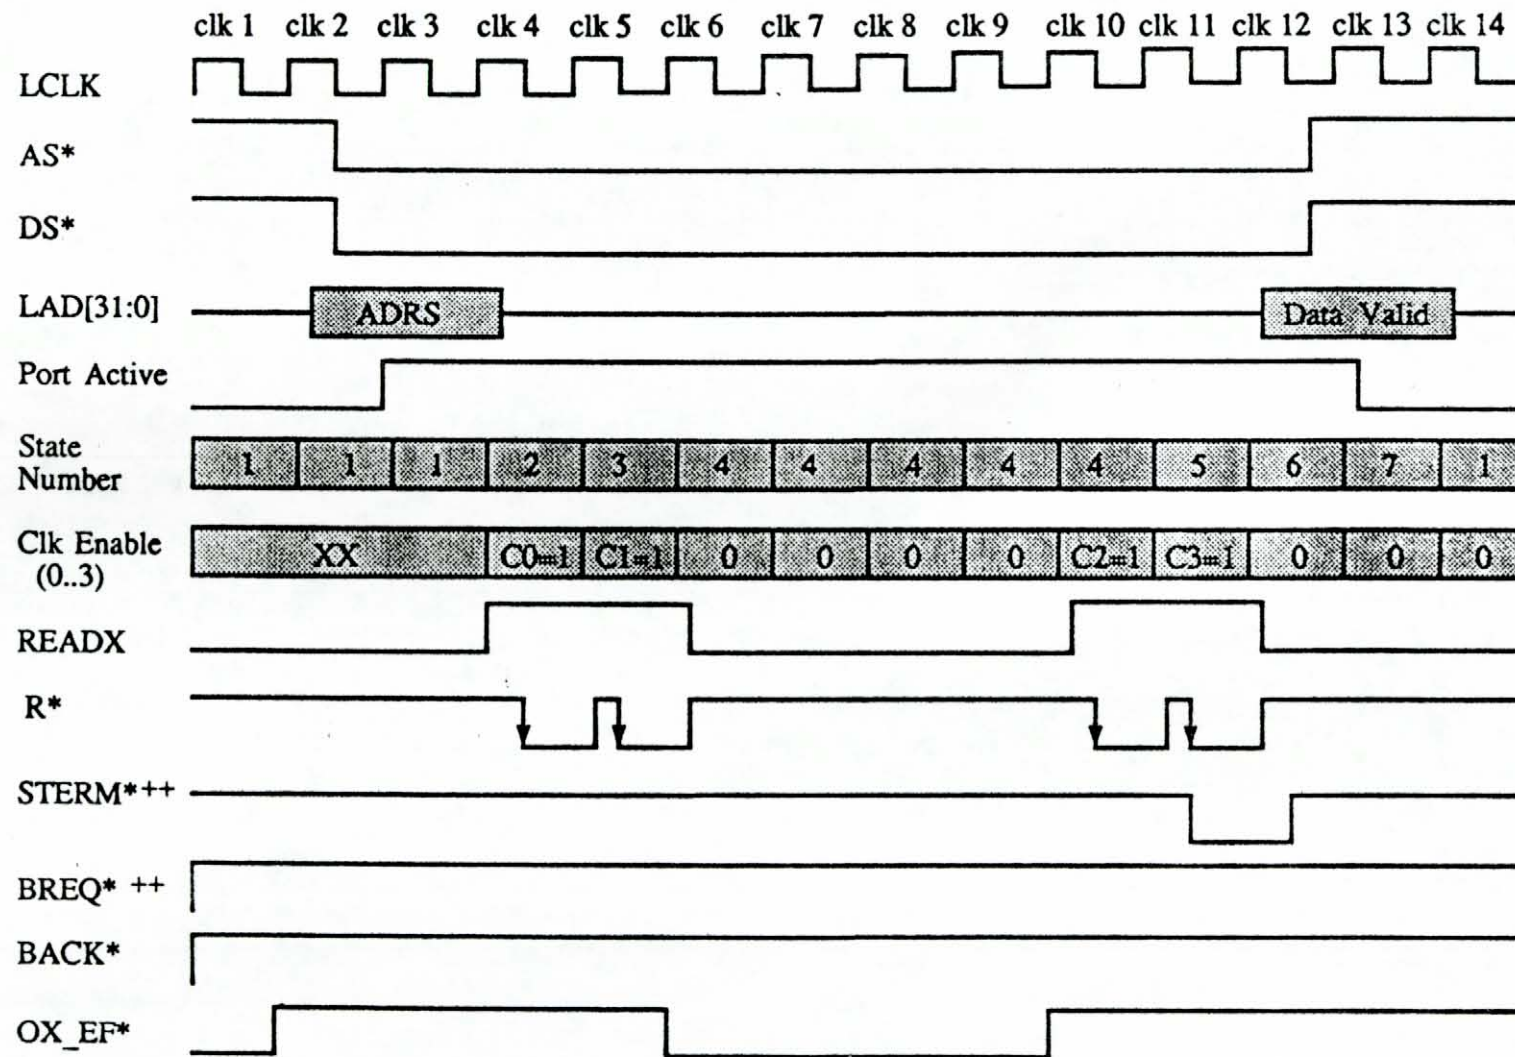 clk 1 clk 2 clk 3 clk 4 clk 5 clk 6 clk 7 clk 8 clk 9 clk 10 clk 11 clk 12 clk 13 clk 14
LCLK
AS*
DS*
LAD[31:0] ADRS Data Valid
Port Active
State
Number
1 1 1 2 3 4 4 4 4 4 5 6 7 1
Clk Enable
(0..3)
XX C0=1 C1=1 0 0 0 0 C2=1 C3=1 0 0 0
READX
R*
STERM*++
BREQ* ++
BACK*
OX_EF*